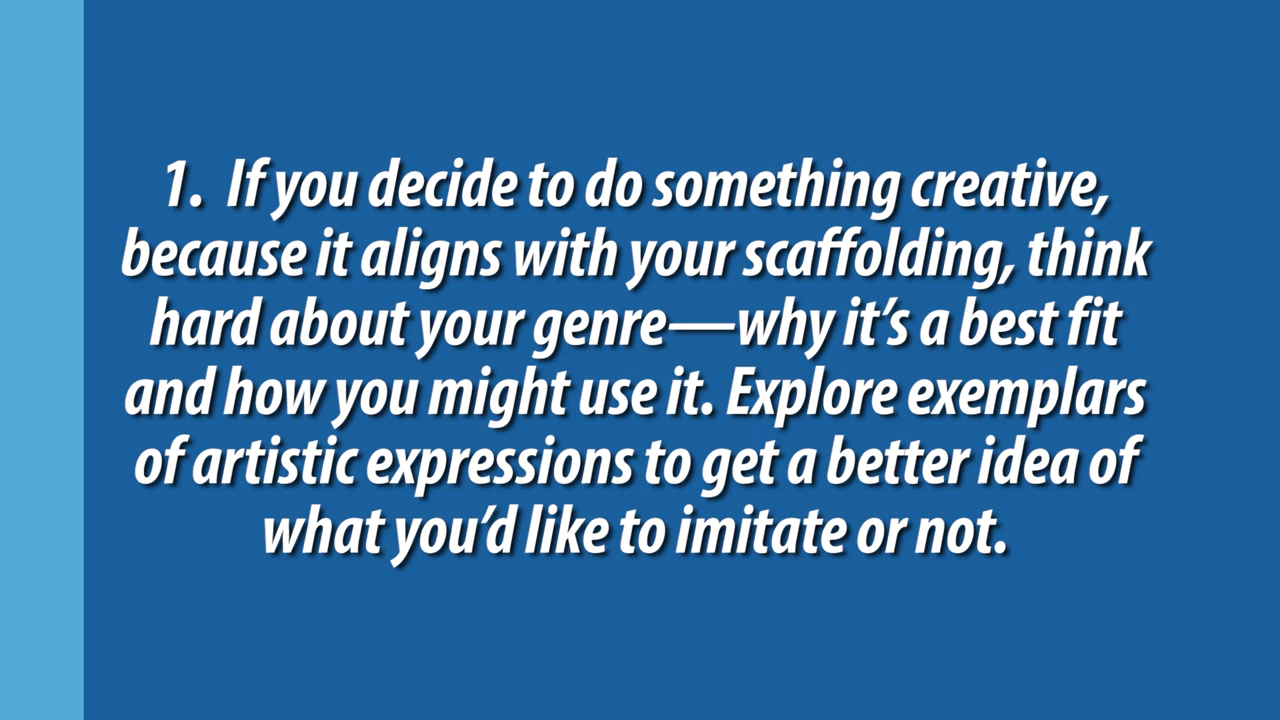 1.  If you decide to do something creative,
because it aligns with your scaffolding, think
hard about your genre—why it’s a best fit
and how you might use it. Explore exemplars
of artistic expressions to get a better idea of
what you’d like to imitate or not.